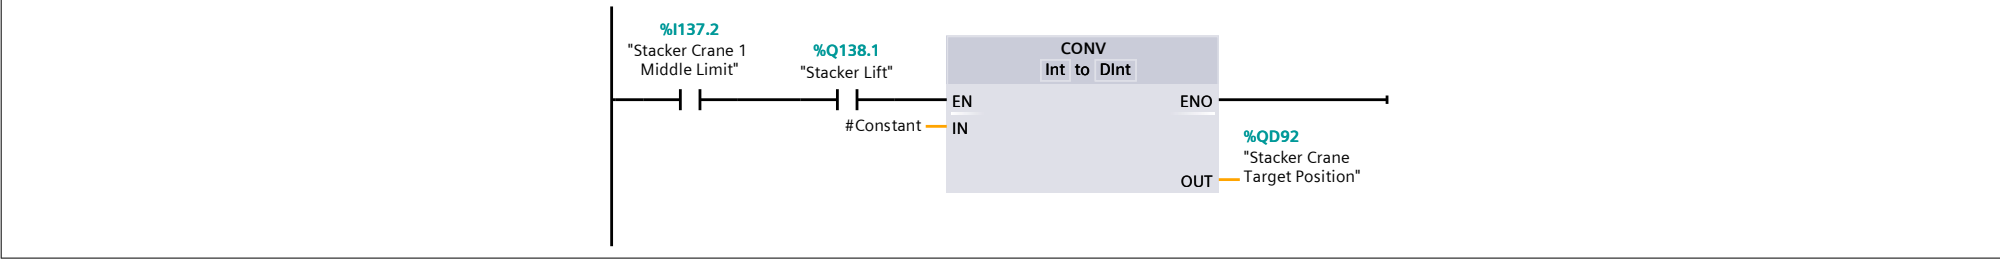 %I137.2
"Stacker Crane 1
Middle Limit"
%Q138.1
"Stacker Lift"
CONV
Int to DInt
EN
ENO
#Constant
IN
%QD92
"Stacker Crane
Target Position"
OUT